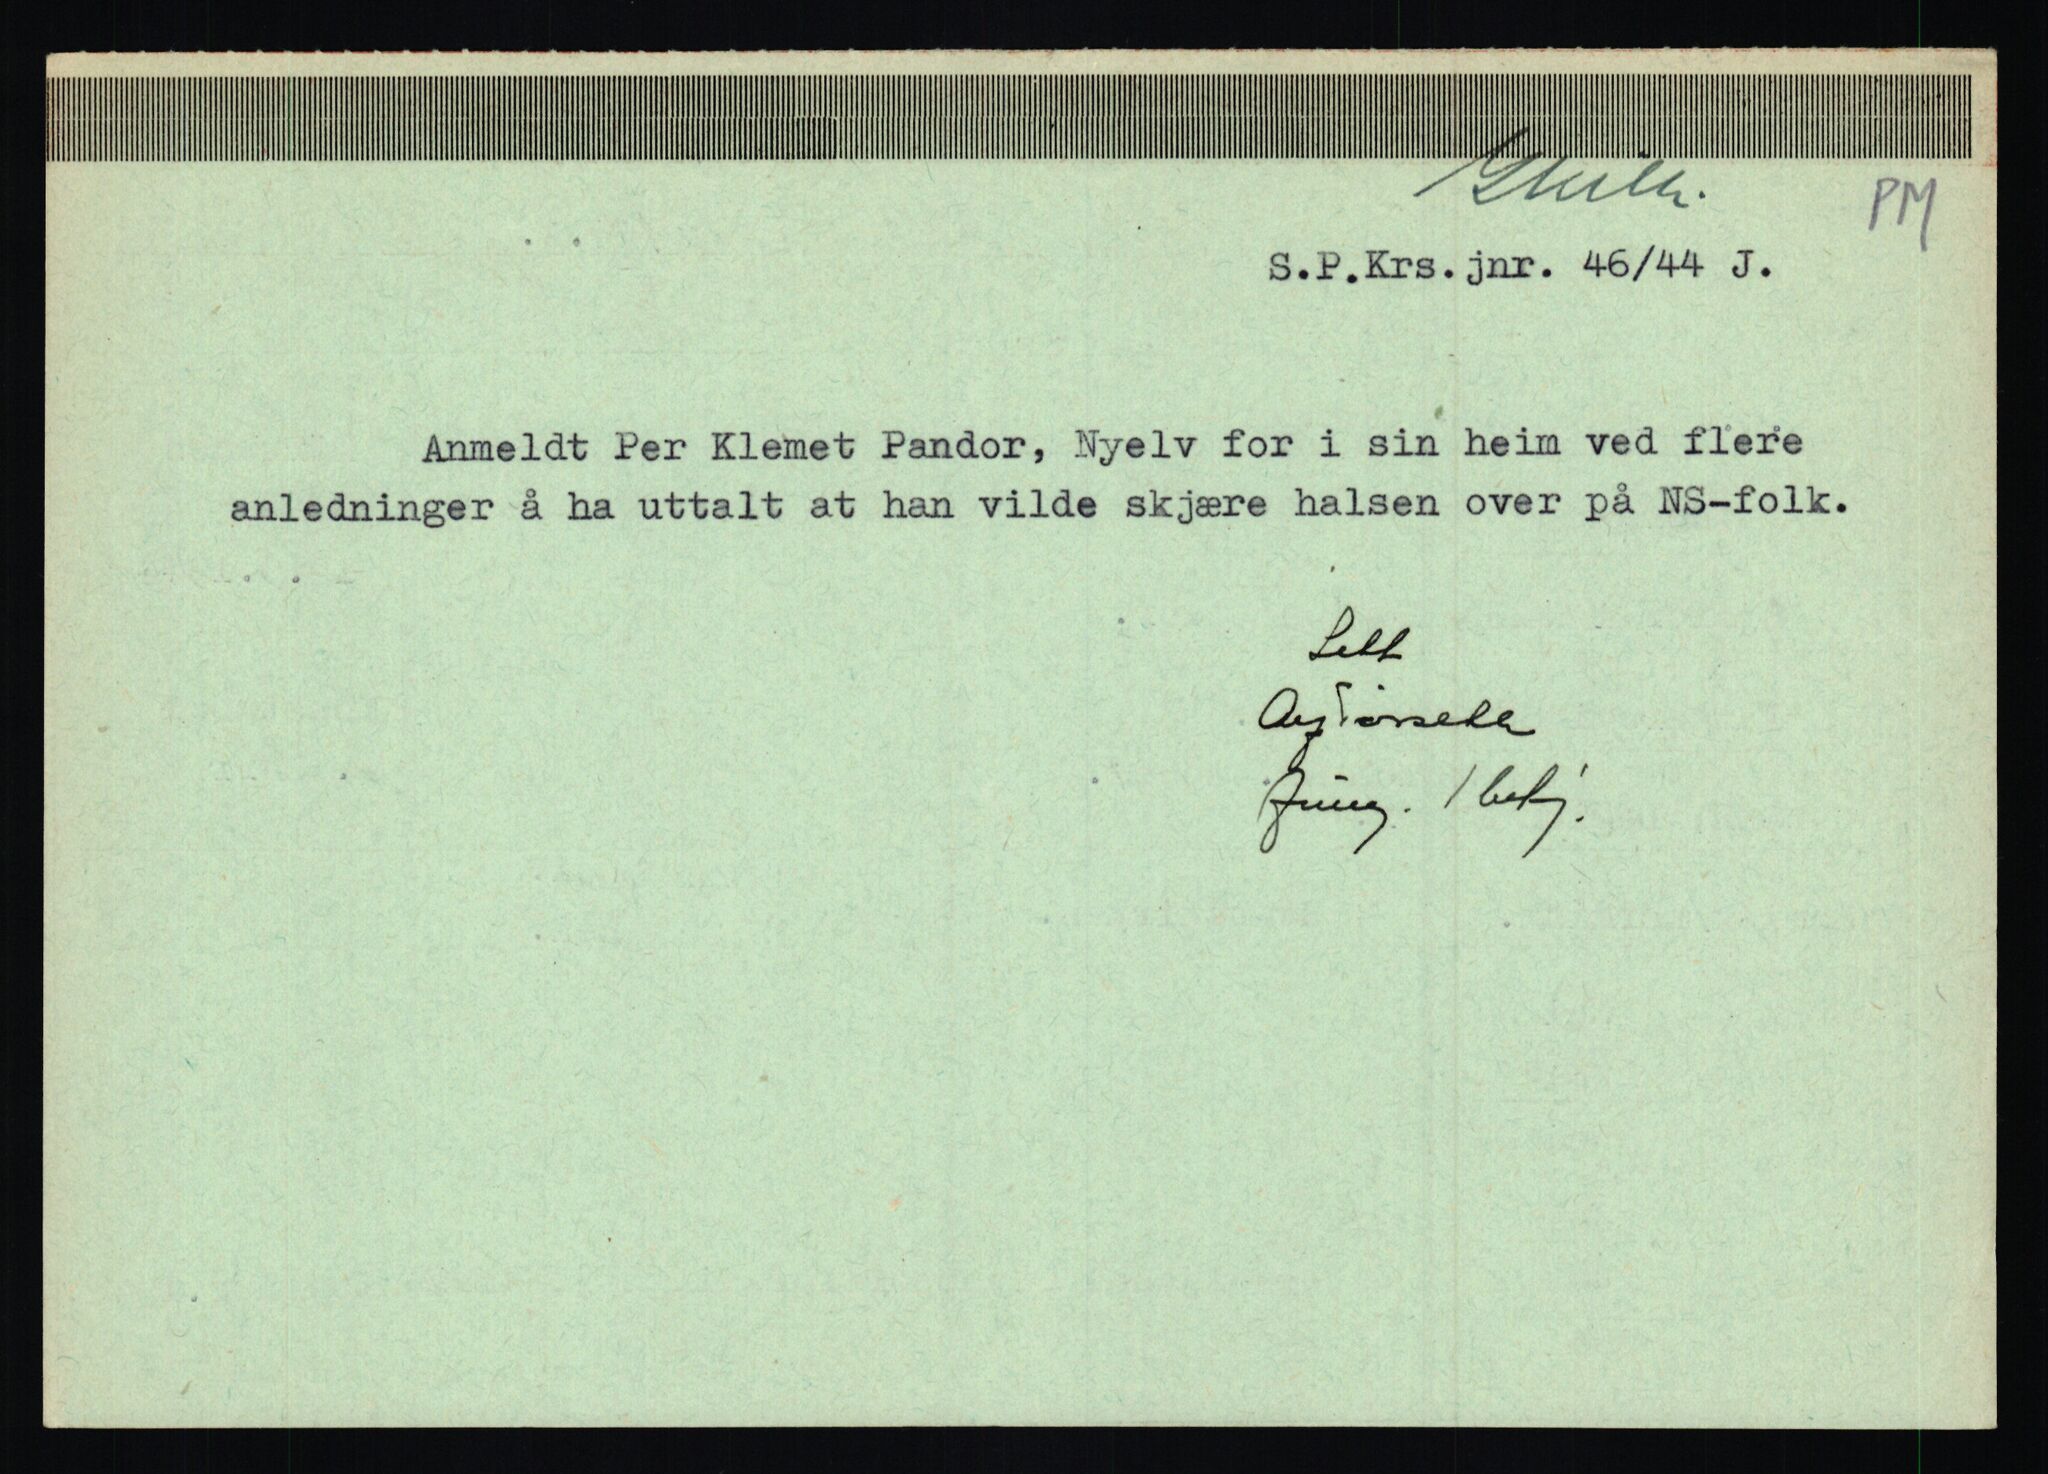 PM
S.P.Krs.jnr. 46/44 J.
Anmeldt Per Klemet Pandor, Nyelv for i sin heim ved flere
anledninger å ha uttalt at han vilde skjære halsen over på NS-folk.